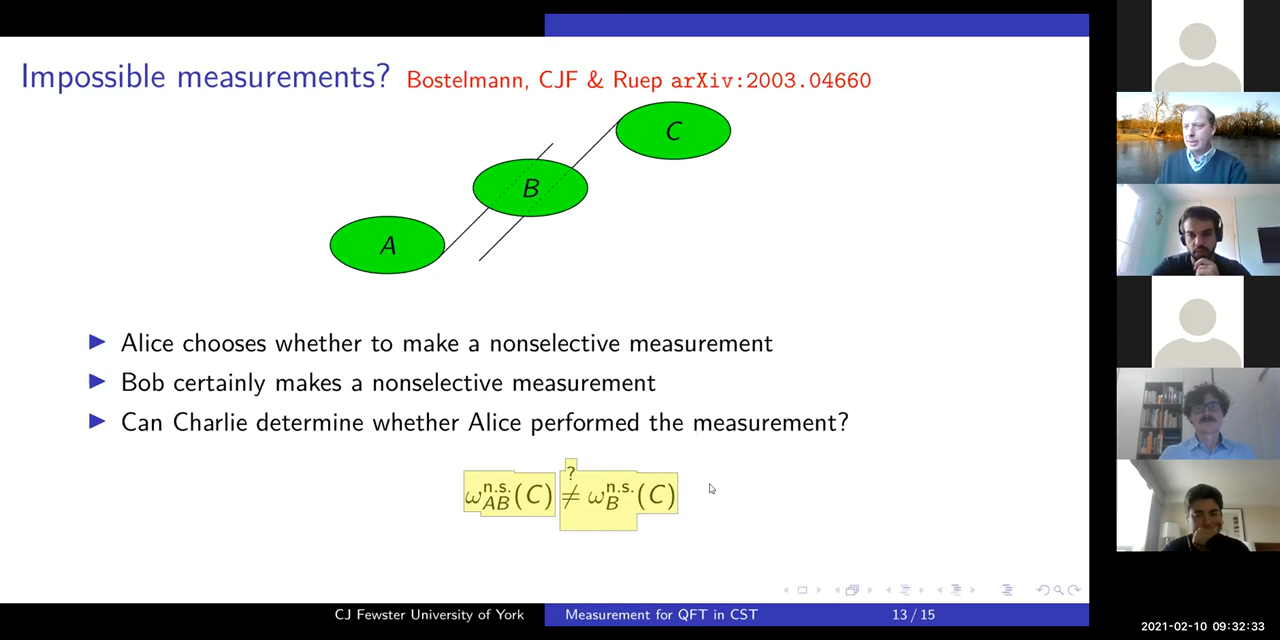 Impossible measurements? Bostelmann, CJF & Ruep arXiv:2003.04660
C
B
A
▶ Alice chooses whether to make a nonselective measurement
▶ Bob certainly makes a nonselective measurement
▶ Can Charlie determine whether Alice performed the measurement?
?
ω_{AB}^{n.s.}(C) ≠ ω_{B}^{n.s.}(C)
CJ Fewster University of York Measurement for QFT in CST 13 / 15
2021-02-10 09:32:33